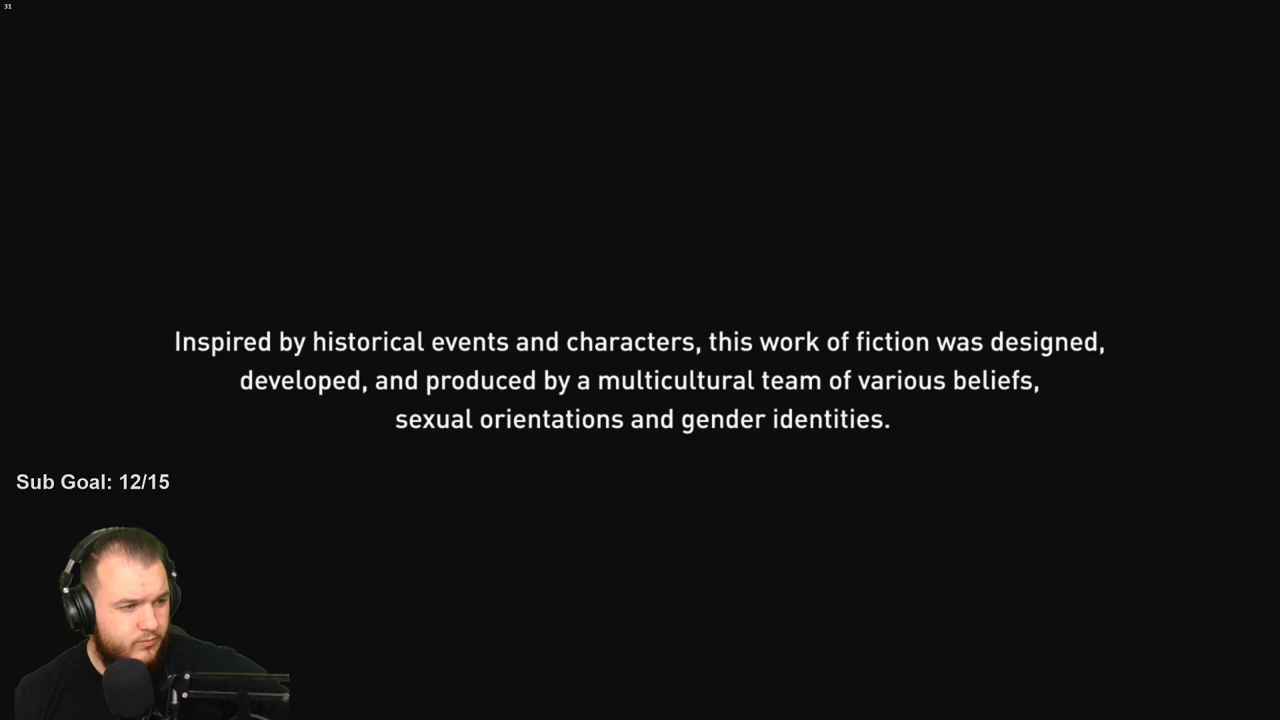 31
Inspired by historical events and characters, this work of fiction was designed,
developed, and produced by a multicultural team of various beliefs,
sexual orientations and gender identities.
Sub Goal: 12/15